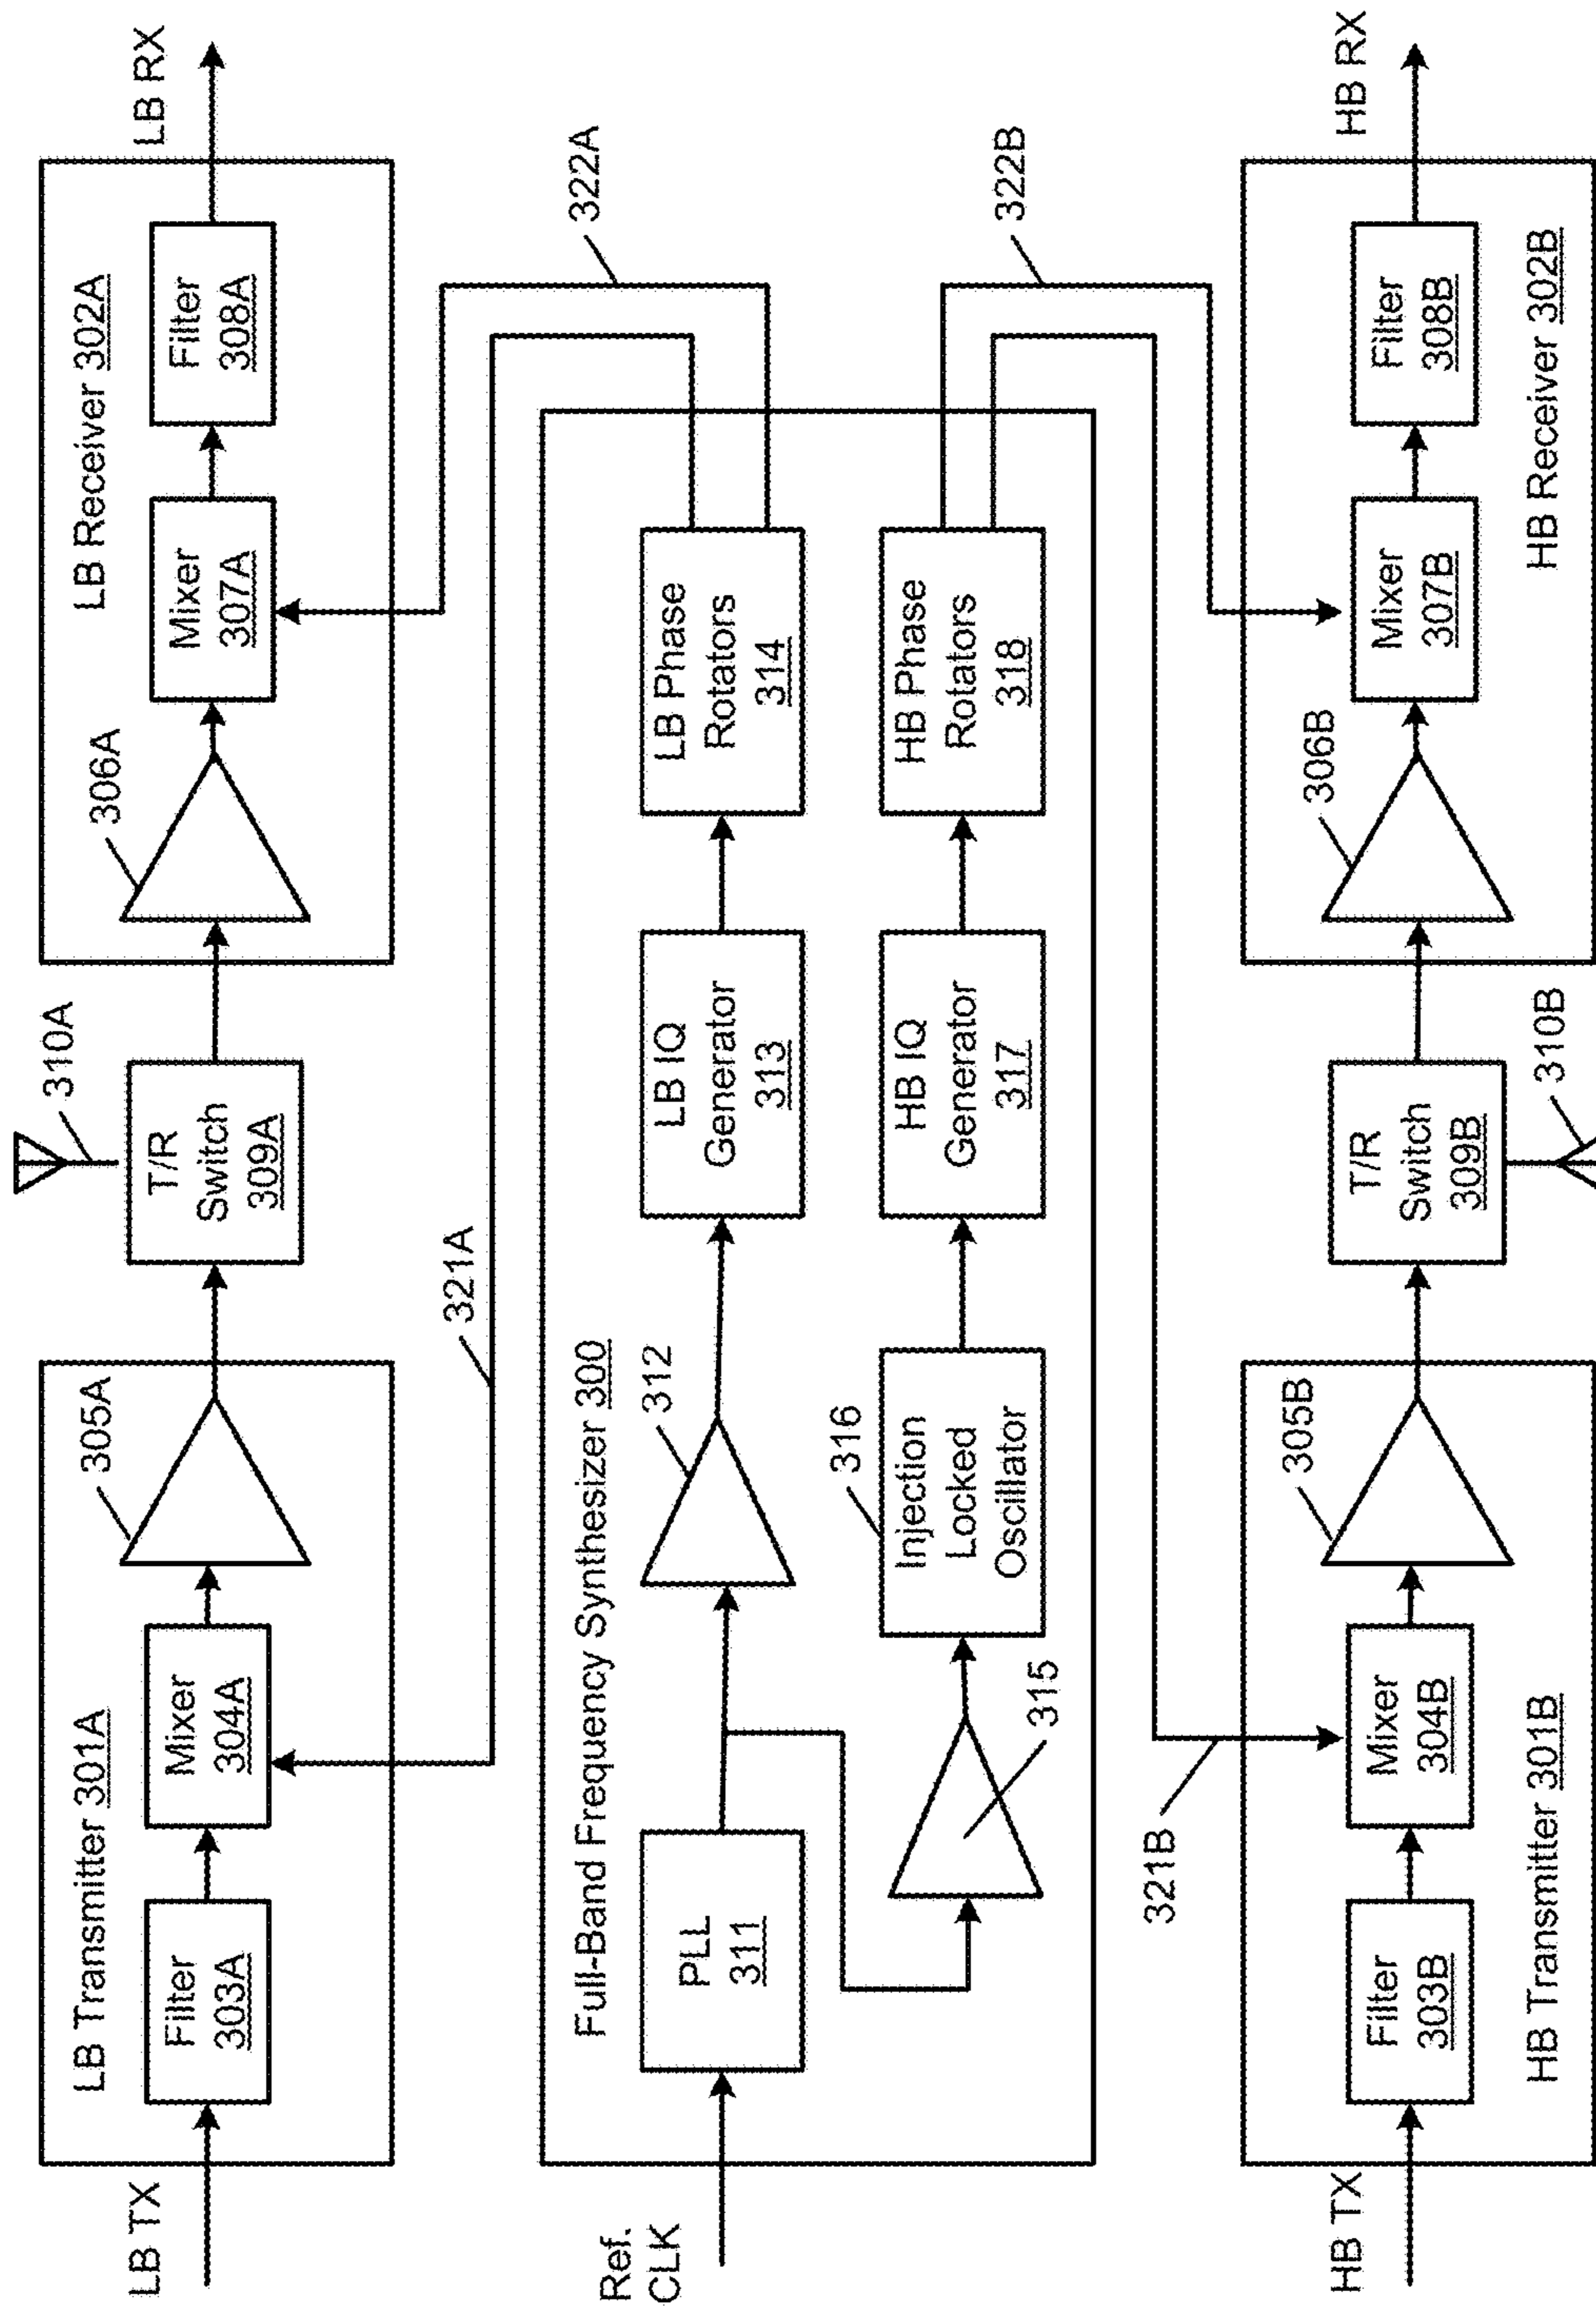 LB TX
LB Transmitter 301A
Filter
303A
Mixer
304A
305A
T/R
Switch
309A
310A
LB Receiver 302A
306A
Mixer
307A
Filter
308A
LB RX
321A
322A
Ref.
CLK
Full-Band Frequency Synthesizer 300
PLL
311
312
LB IQ
Generator
313
LB Phase
Rotators
314
315
316
Injection
Locked
Oscillator
HB IQ
Generator
317
HB Phase
Rotators
318
321B
322B
HB TX
Filter
303B
Mixer
304B
305B
HB Transmitter 301B
T/R
Switch
309B
310B
306B
Mixer
307B
Filter
308B
HB Receiver 302B
HB RX